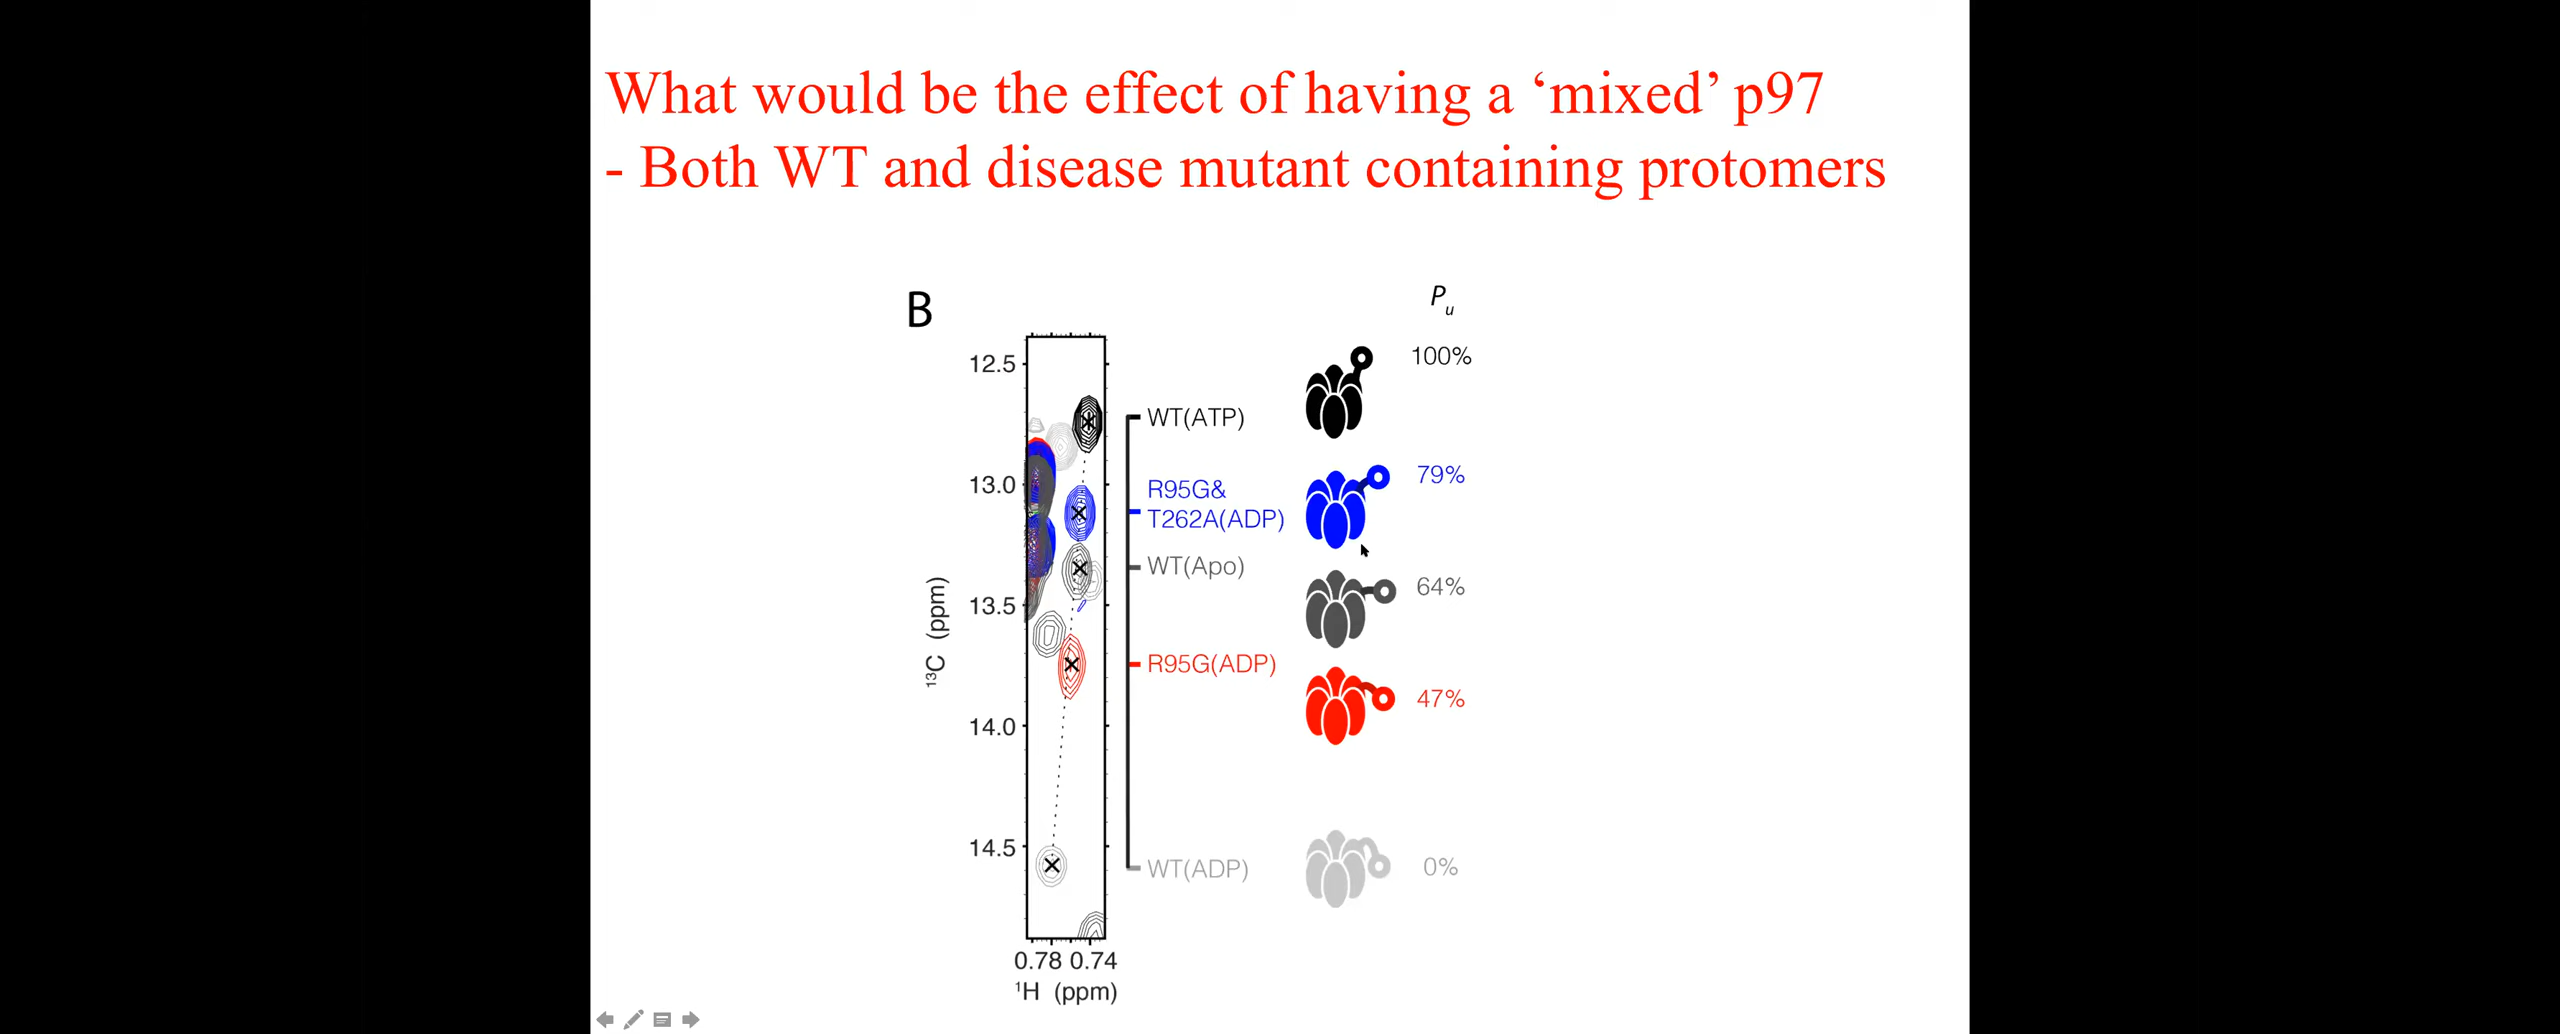 What would be the effect of having a ‘mixed’ p97
- Both WT and disease mutant containing protomers
B
Pu
12.5
100%
WT(ATP)
13.0
R95G&
T262A(ADP)
79%
WT(Apo)
64%
13.5
13C (ppm)
R95G(ADP)
47%
14.0
14.5
WT(ADP)
0%
0.78 0.74
1H (ppm)